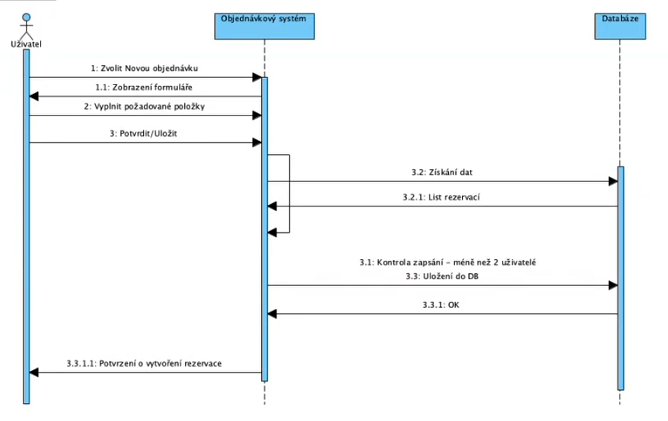 Objednávkový systém
Databáze
Uživatel
1: Zvolit Novou objednávku
1.1: Zobrazení formuláře
2: Vyplnit požadované položky
3: Potvrdit/Uložit
3.2: Získání dat
3.2.1: List rezervací
3.1: Kontrola zapsání - méně než 2 uživatelé
3.3: Uložení do DB
3.3.1: OK
3.3.1.1: Potvrzení o vytvoření rezervace